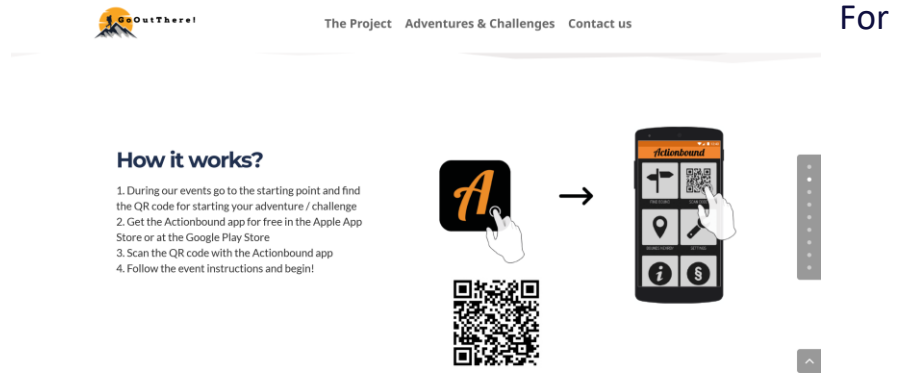 GoOutThere!
The Project Adventures & Challenges Contact us
For
How it works?
1. During our events go to the starting point and find
the QR code for starting your adventure / challenge
2. Get the Actionbound app for free in the Apple App
Store or at the Google Play Store
3. Scan the QR code with the Actionbound app
4. Follow the event instructions and begin!
A
Actionbound
FIND BOUND